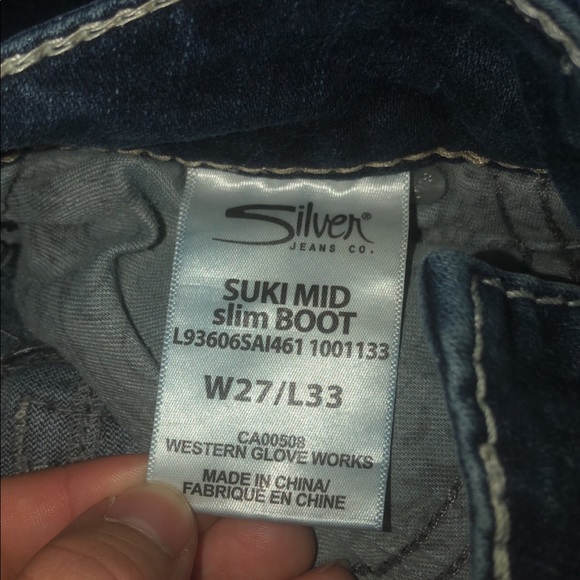 Silver®
JEANS CO.
SUKI MID
slim BOOT
L93606SAI461 1001133
W27/L33
CA00508
WESTERN GLOVE WORKS
MADE IN CHINA/
FABRIQUÉ EN CHINE